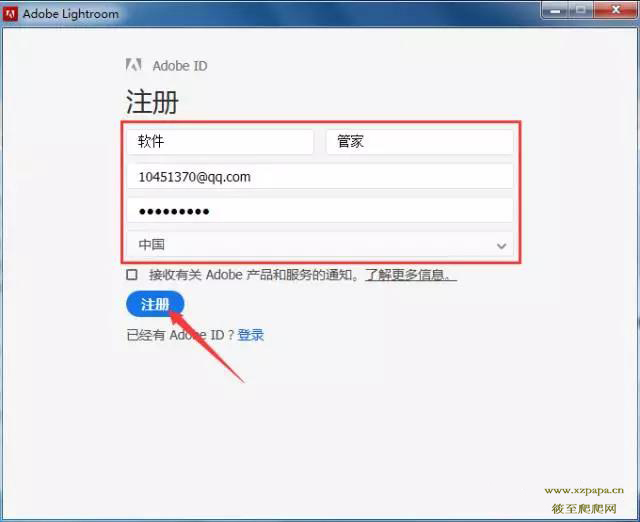 Adobe Lightroom
Adobe ID
注册
软件 管家
10451370@qq.com
●●●●●●●●●
中国
接收有关 Adobe 产品和服务的通知。了解更多信息。
注册
已经有 Adobe ID？登录
www.xzpapa.cn
筱至爬爬网